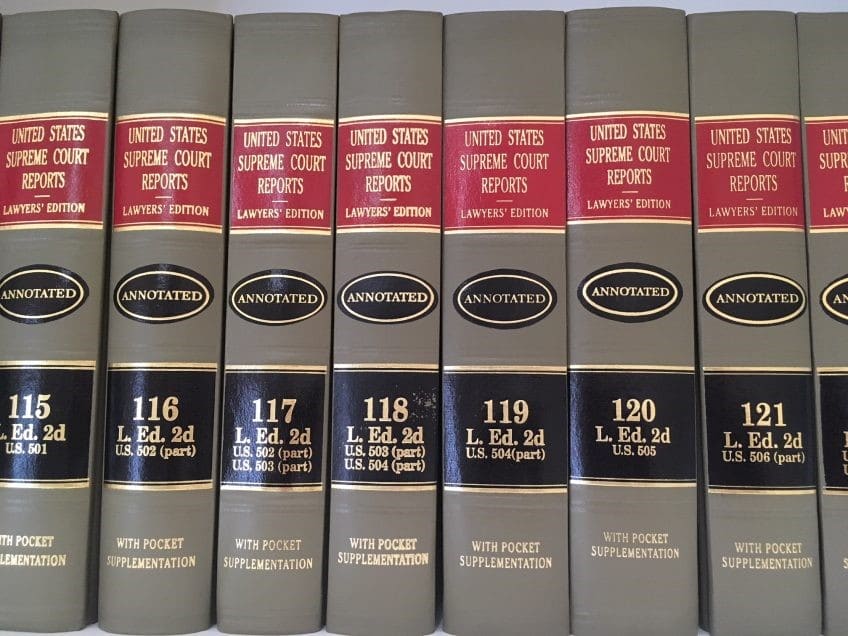 UNITED STATES
SUPREME COURT
REPORTS
LAWYERS' EDITION
ANNOTATED
115
L. Ed. 2d
U.S. 501
WITH POCKET
SUPPLEMENTATION
UNITED STATES
SUPREME COURT
REPORTS
LAWYERS' EDITION
ANNOTATED
116
L. Ed. 2d
U.S. 502 (part)
WITH POCKET
SUPPLEMENTATION
UNITED STATES
SUPREME COURT
REPORTS
LAWYERS' EDITION
ANNOTATED
117
L. Ed. 2d
U.S. 502 (part)
U.S. 503 (part)
WITH POCKET
SUPPLEMENTATION
UNITED STATES
SUPREME COURT
REPORTS
LAWYERS' EDITION
ANNOTATED
118
L. Ed. 2d
U.S. 503 (part)
U.S. 504 (part)
WITH POCKET
SUPPLEMENTATION
UNITED STATES
SUPREME COURT
REPORTS
LAWYERS' EDITION
ANNOTATED
119
L. Ed. 2d
U.S. 504(part)
WITH POCKET
SUPPLEMENTATION
UNITED STATES
SUPREME COURT
REPORTS
LAWYERS' EDITION
ANNOTATED
120
L. Ed. 2d
U.S. 505
WITH POCKET
SUPPLEMENTATION
UNITED STATES
SUPREME COURT
REPORTS
LAWYERS' EDITION
ANNOTATED
121
L. Ed. 2d
U.S. 506 (part)
WITH POCKET
SUPPLEMENTATION